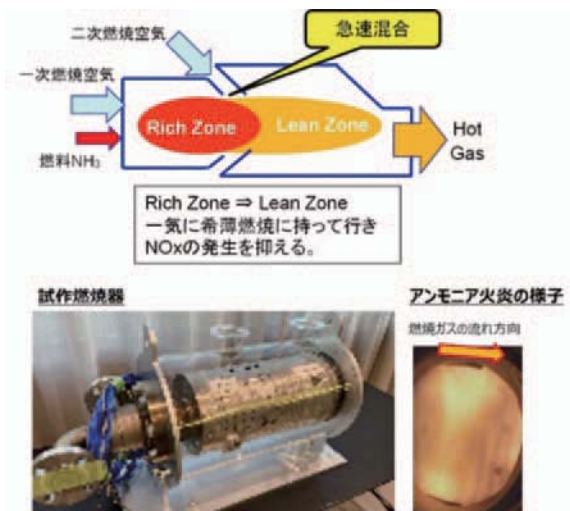 二次燃焼空気
急速混合
一次燃焼空気
Rich Zone
Lean Zone
Hot
Gas
燃料NH₃
Rich Zone ⇒ Lean Zone
一気に希薄燃焼に持って行き
NOxの発生を抑える。
試作燃焼器
アンモニア火炎の様子
燃焼ガスの流れ方向